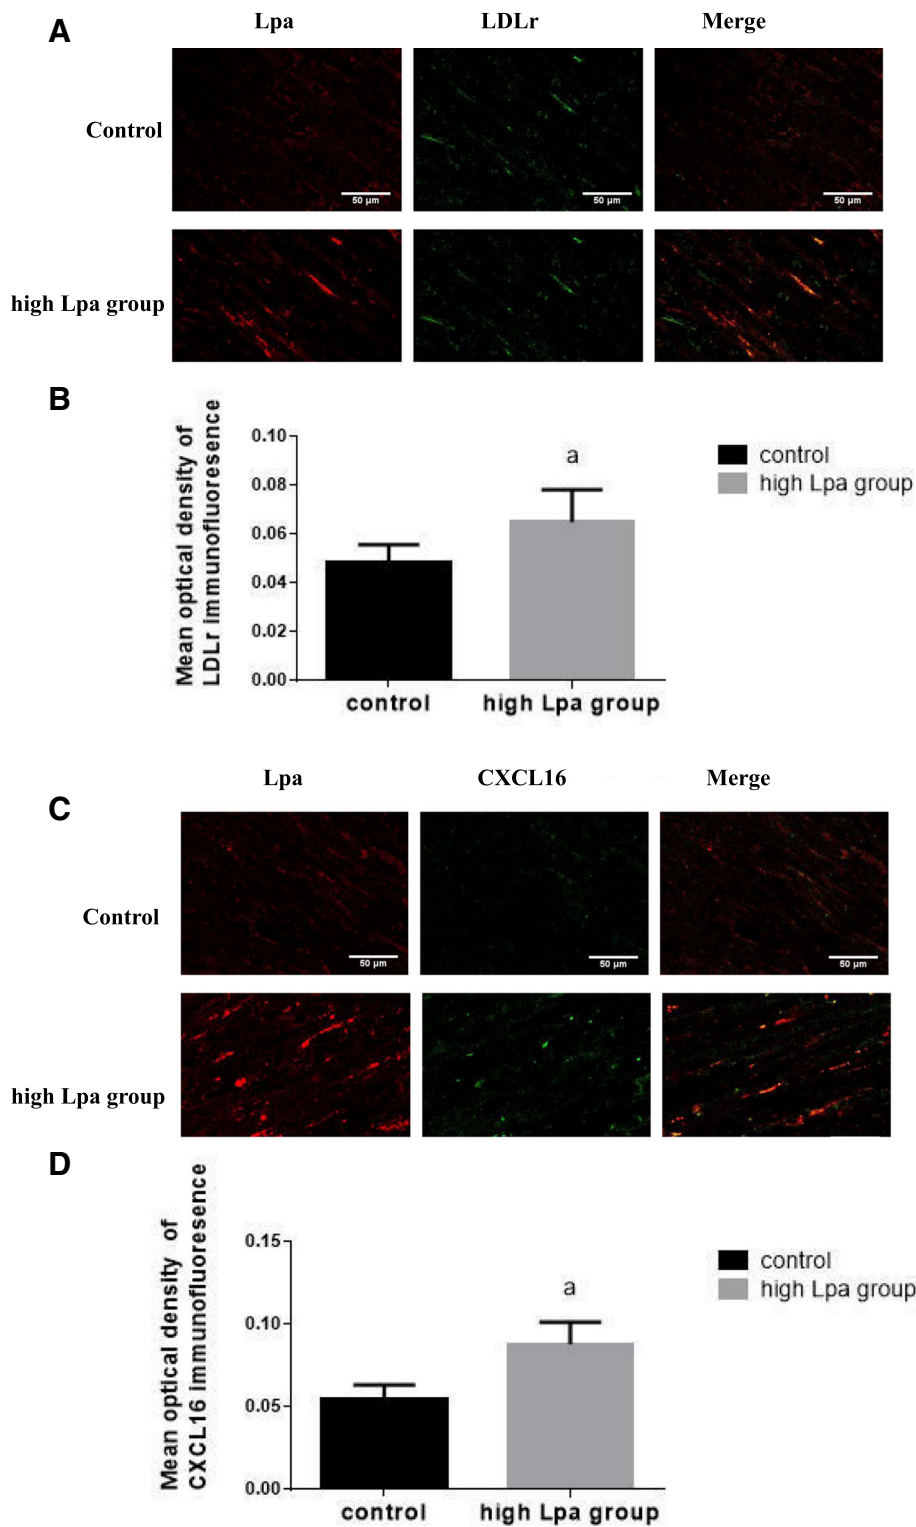 A
Lpa LDLr Merge
Control
50 μm 50 μm 50 μm
high Lpa group
B
Mean optical density of
LDLr immunofluoresence
0.10
0.08
0.06
0.04
0.02
0.00
a
control
high Lpa group
control high Lpa group
C
Lpa CXCL16 Merge
Control
50 μm 50 μm 50 μm
high Lpa group
D
Mean optical density of
CXCL16 immunofluoresence
0.15
0.10
0.05
0.00
a
control
high Lpa group
control high Lpa group